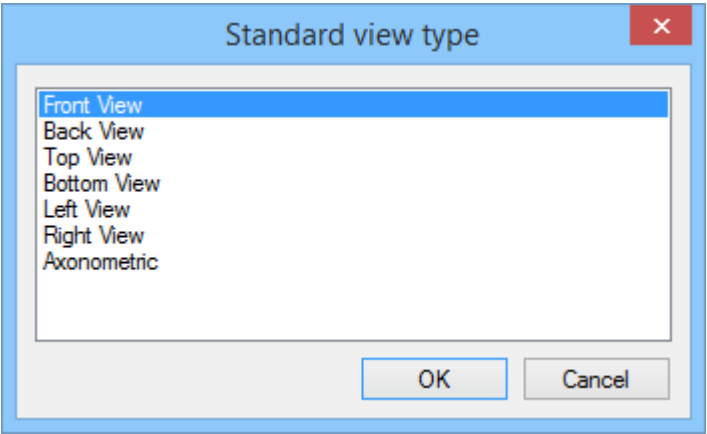 Standard view type
Front View
Back View
Top View
Bottom View
Left View
Right View
Axonometric
OK
Cancel